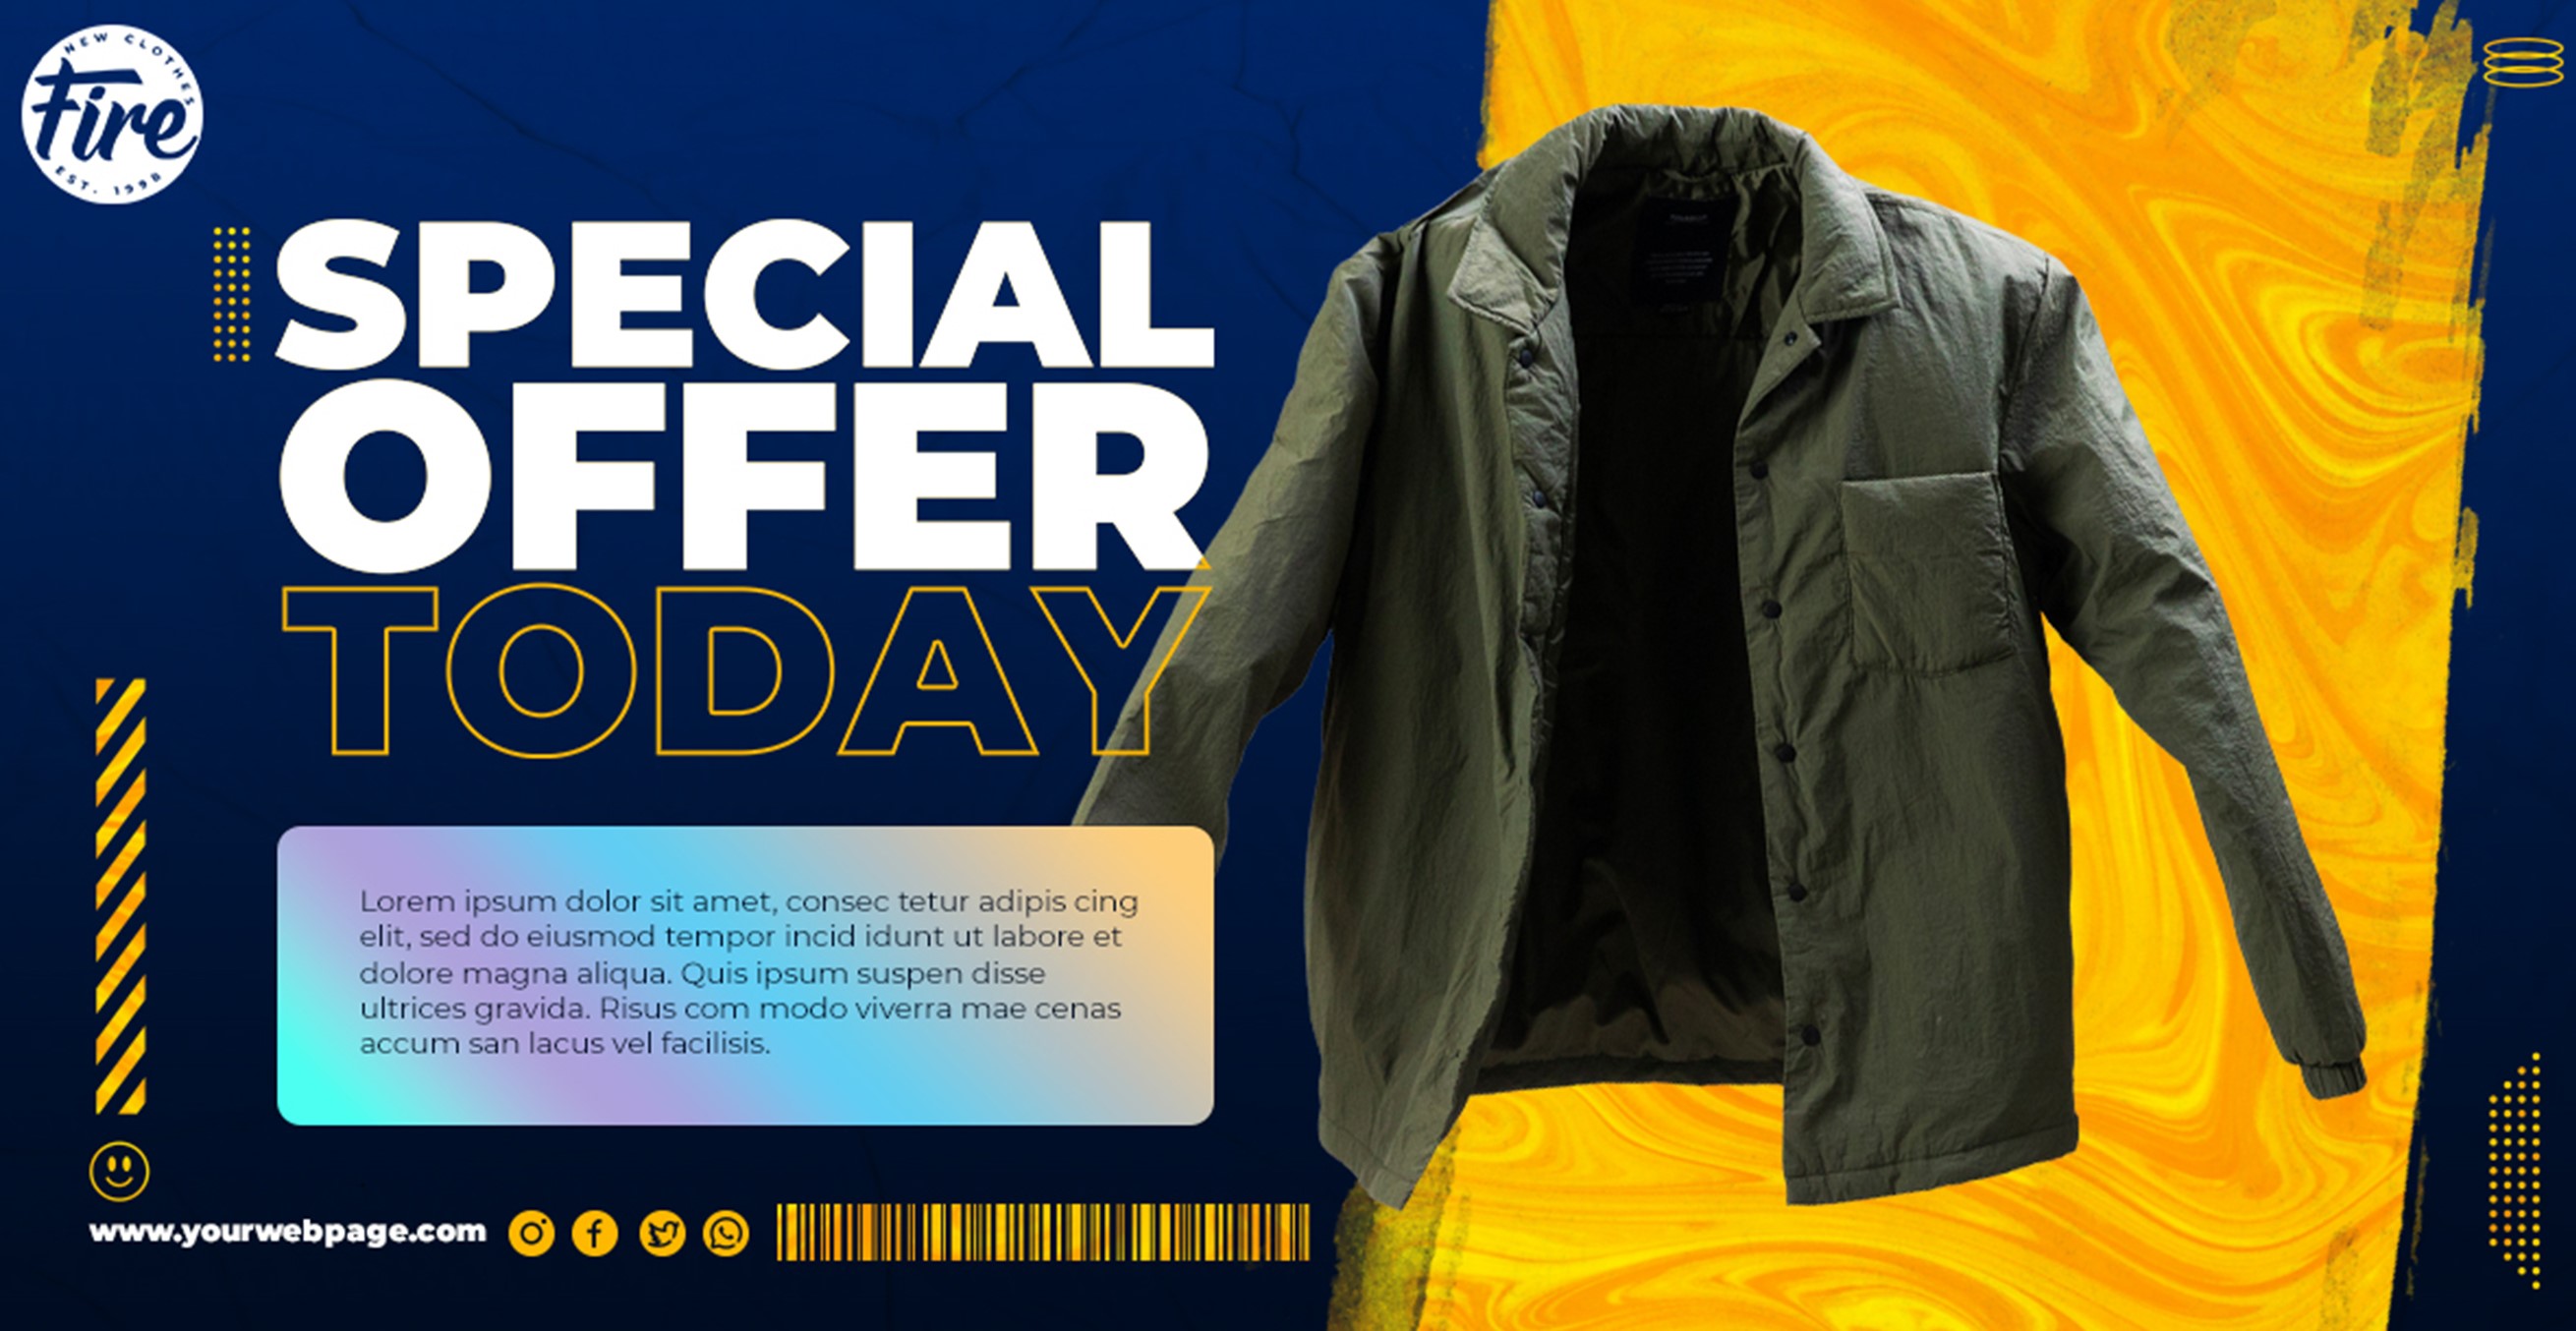 NEW CLOTHES
Fire
EST. 1998
SPECIAL
OFFER
TODAY
Lorem ipsum dolor sit amet, consec tetur adipis cing
elit, sed do eiusmod tempor incid idunt ut labore et
dolore magna aliqua. Quis ipsum suspen disse
ultrices gravida. Risus com modo viverra mae cenas
accum san lacus vel facilisis.
www.yourwebpage.com